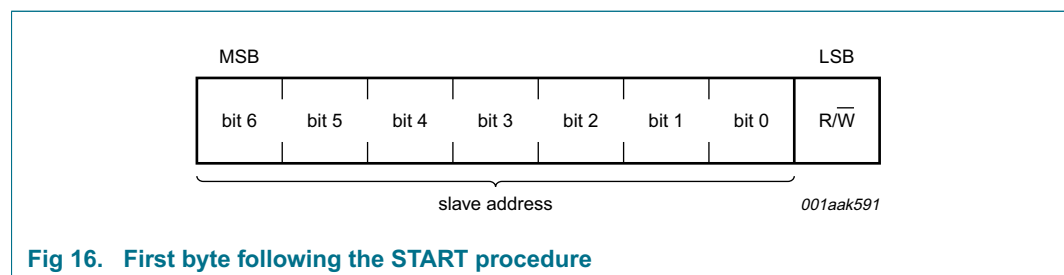 MSB LSB
bit 6 bit 5 bit 4 bit 3 bit 2 bit 1 bit 0 R/W̅
slave address 001aak591
Fig 16. First byte following the START procedure